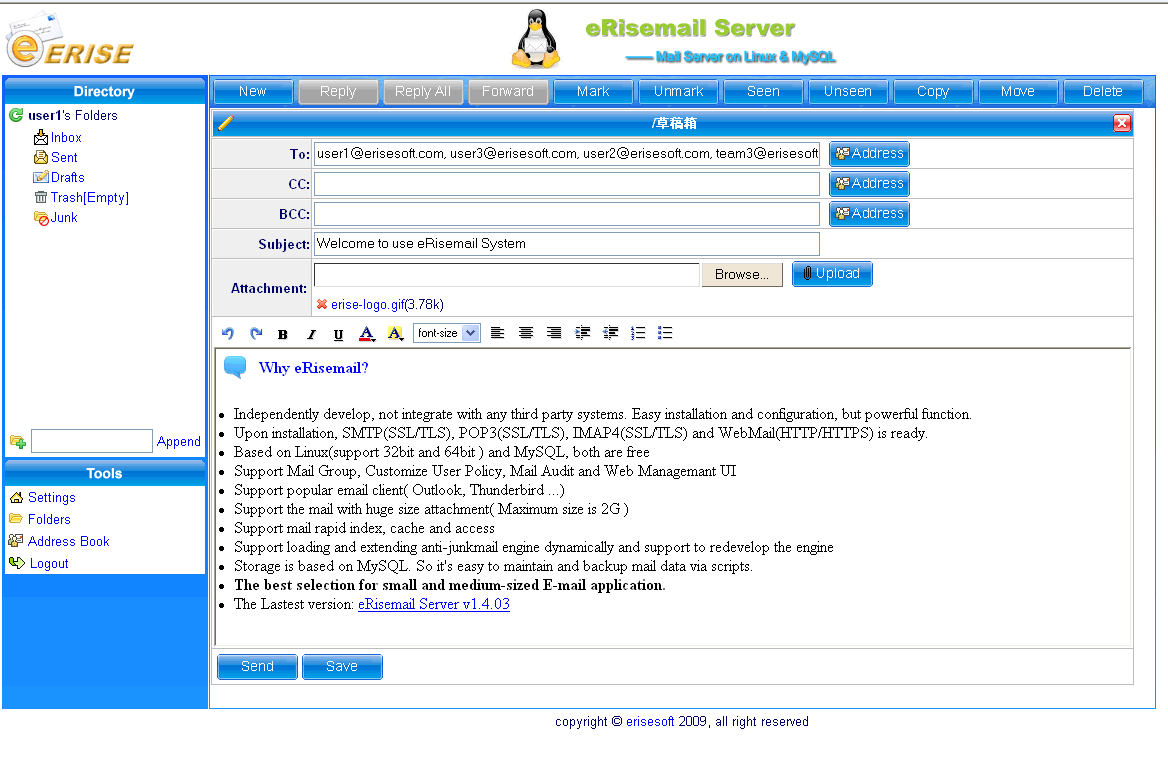 ERISE
eRisemail Server
—— Mail Server on Linux & MySQL
Directory
user1's Folders
Inbox
Sent
Drafts
Trash[Empty]
Junk
Append
Tools
Settings
Folders
Address Book
Logout
New Reply Reply All Forward Mark Unmark Seen Unseen Copy Move Delete
/草稿箱
To: user1@erisesoft.com, user3@erisesoft.com, user2@erisesoft.com, team3@erisesoft Address
CC: Address
BCC: Address
Subject: Welcome to use eRisemail System
Attachment: Browse... Upload
erise-logo.gif(3.78k)
B I U A A font-size
Why eRisemail?
• Independently develop, not integrate with any third party systems. Easy installation and configuration, but powerful function.
• Upon installation, SMTP(SSL/TLS), POP3(SSL/TLS), IMAP4(SSL/TLS) and WebMail(HTTP/HTTPS) is ready.
• Based on Linux(support 32bit and 64bit ) and MySQL, both are free
• Support Mail Group, Customize User Policy, Mail Audit and Web Managemant UI
• Support popular email client( Outlook, Thunderbird ...)
• Support the mail with huge size attachment( Maximum size is 2G )
• Support mail rapid index, cache and access
• Support loading and extending anti-junkmail engine dynamically and support to redevelop the engine
• Storage is based on MySQL. So it's easy to maintain and backup mail data via scripts.
• The best selection for small and medium-sized E-mail application.
• The Lastest version: eRisemail Server v1.4.03
Send Save
copyright © erisesoft 2009, all right reserved